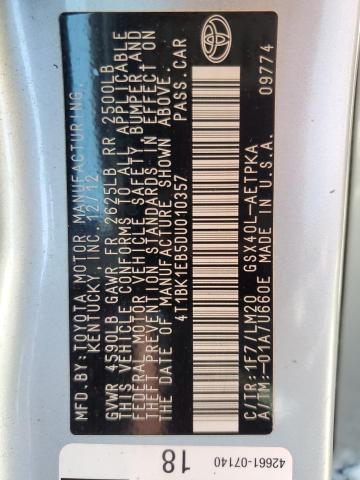 MFD BY: TOYOTA MOTOR MANUFACTURING,
KENTUCKY, INC. 12/12
GVWR 4590LB GAWR FR 2625LB RR 2500LB
THIS VEHICLE CONFORMS TO ALL APPLICABLE
FEDERAL MOTOR VEHICLE SAFETY, BUMPER, AND
THEFT PREVENTION STANDARDS IN EFFECT ON
THE DATE OF MANUFACTURE SHOWN ABOVE.
4T1BK1EB5DU010357 PASS.CAR
C/TR:1F7/LM20 GSX40L-AETPKA
A/TM:-01A/U660E MADE IN U.S.A. 09774
18
42661-07140